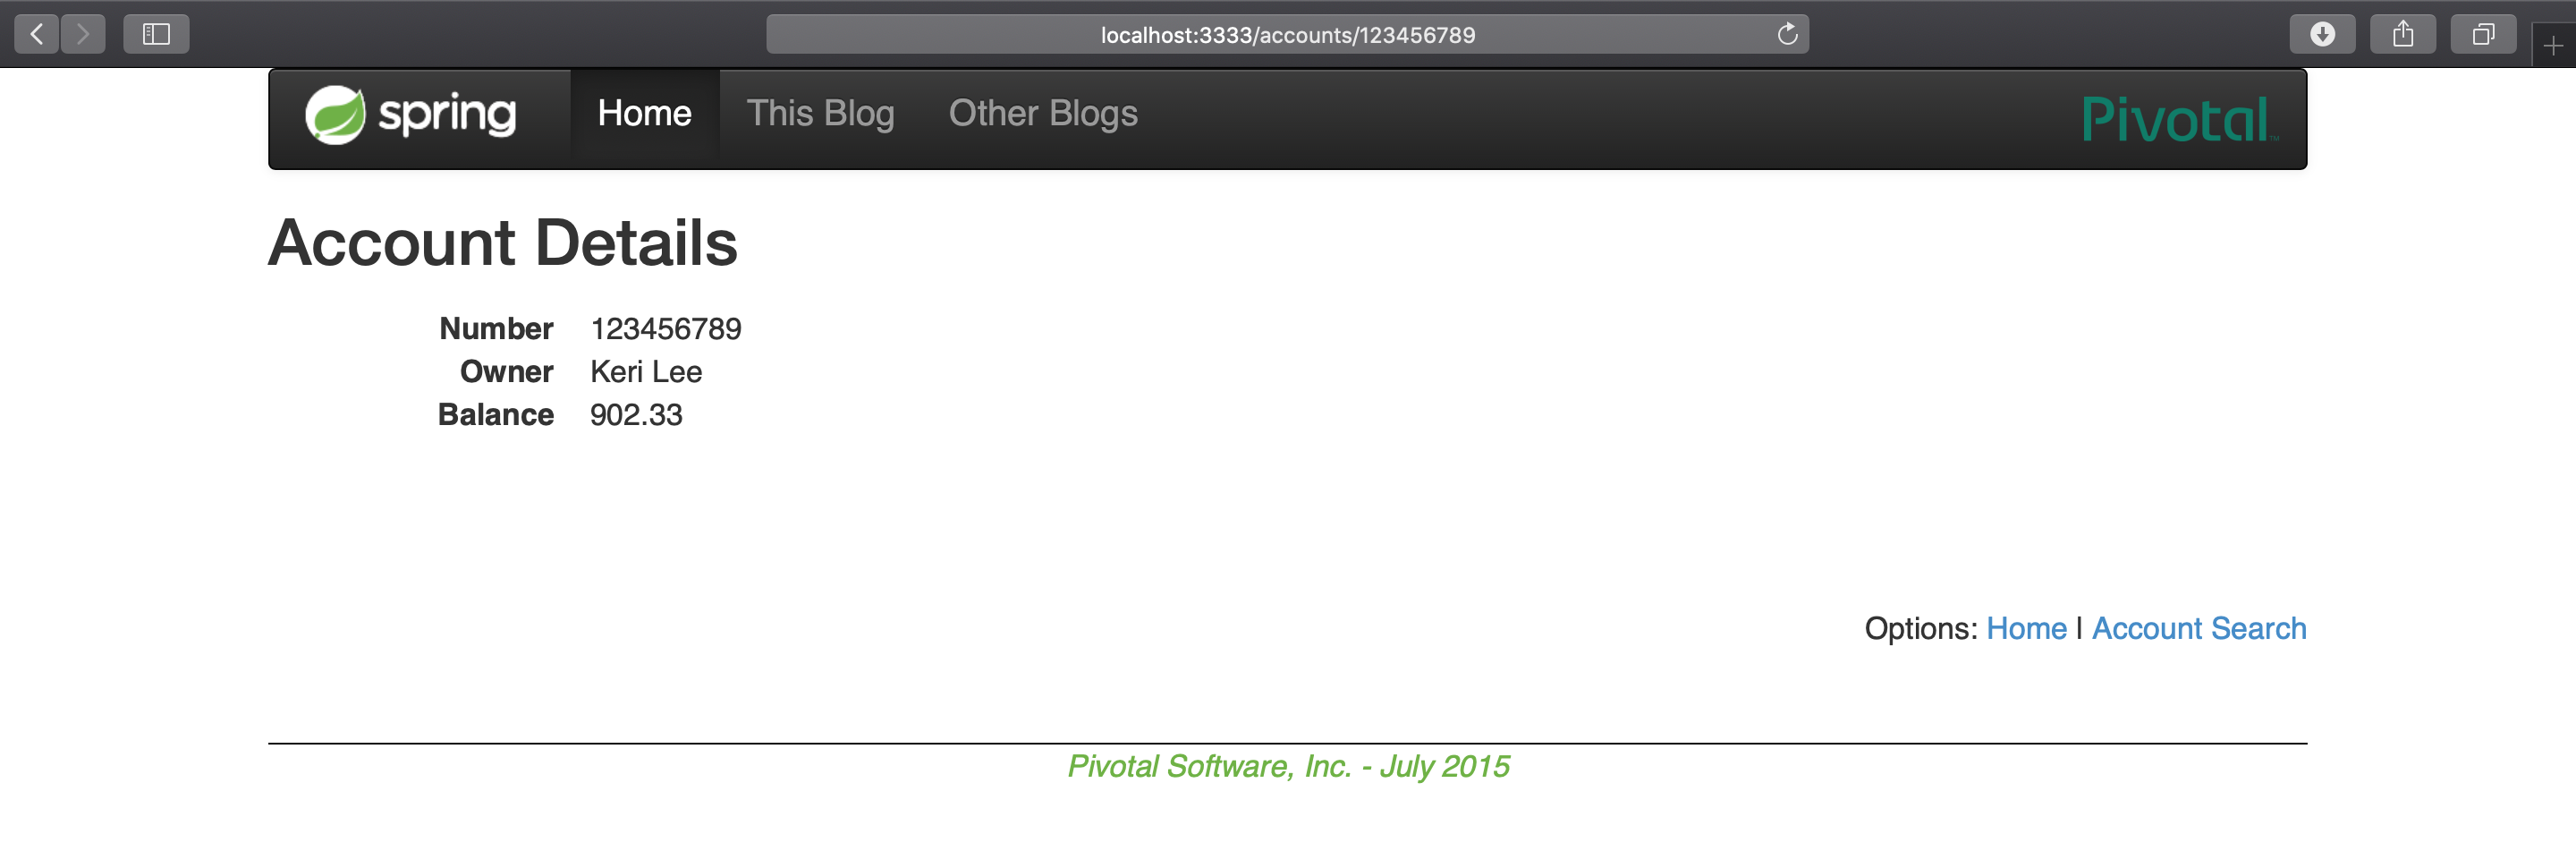 localhost:3333/accounts/123456789
spring Home This Blog Other Blogs Pivotal™
Account Details
Number 123456789
Owner Keri Lee
Balance 902.33
Options: Home | Account Search
Pivotal Software, Inc. - July 2015